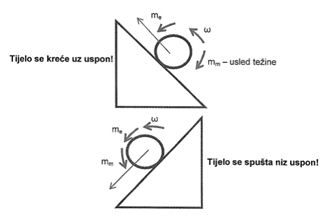 mₑ
ω
Tijelo se kreće uz uspon!
mₘ – usled težine
ω
mₑ
mₘ
Tijelo se spušta niz uspon!